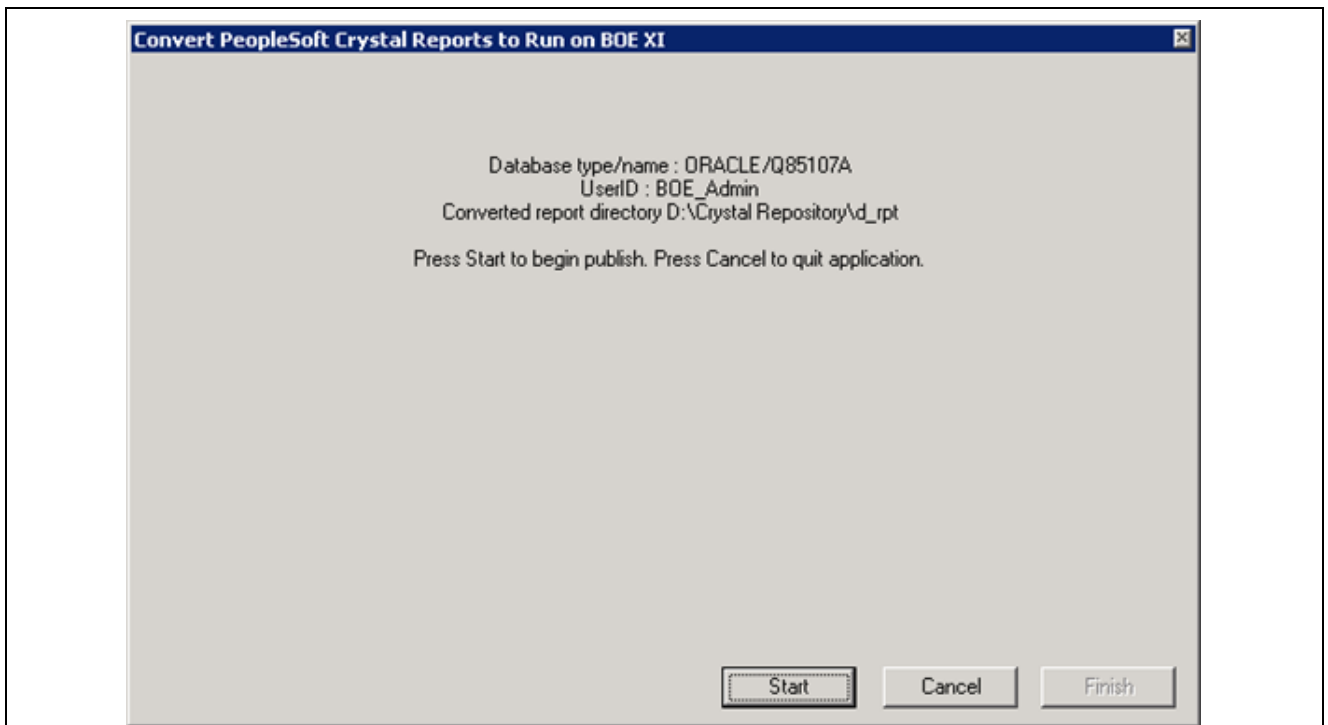 Convert PeopleSoft Crystal Reports to Run on BOE XI
Database type/name : ORACLE/Q85107A
UserID : BOE_Admin
Converted report directory D:\Crystal Repository\d_rpt
Press Start to begin publish. Press Cancel to quit application.
Start Cancel Finish